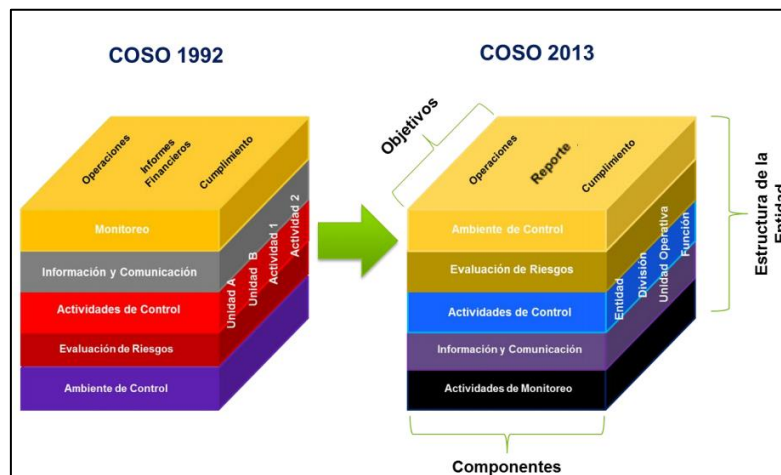 COSO 1992
Operaciones
Informes
Financieros
Cumplimiento
Monitoreo
Información y Comunicación
Actividades de Control
Evaluación de Riesgos
Ambiente de Control
Unidad A
Unidad B
Actividad 1
Actividad 2
COSO 2013
Objetivos
Operaciones
Reporte
Cumplimiento
Ambiente de Control
Evaluación de Riesgos
Actividades de Control
Información y Comunicación
Actividades de Monitoreo
Entidad
División
Unidad Operativa
Función
Estructura de la
Entidad
Componentes